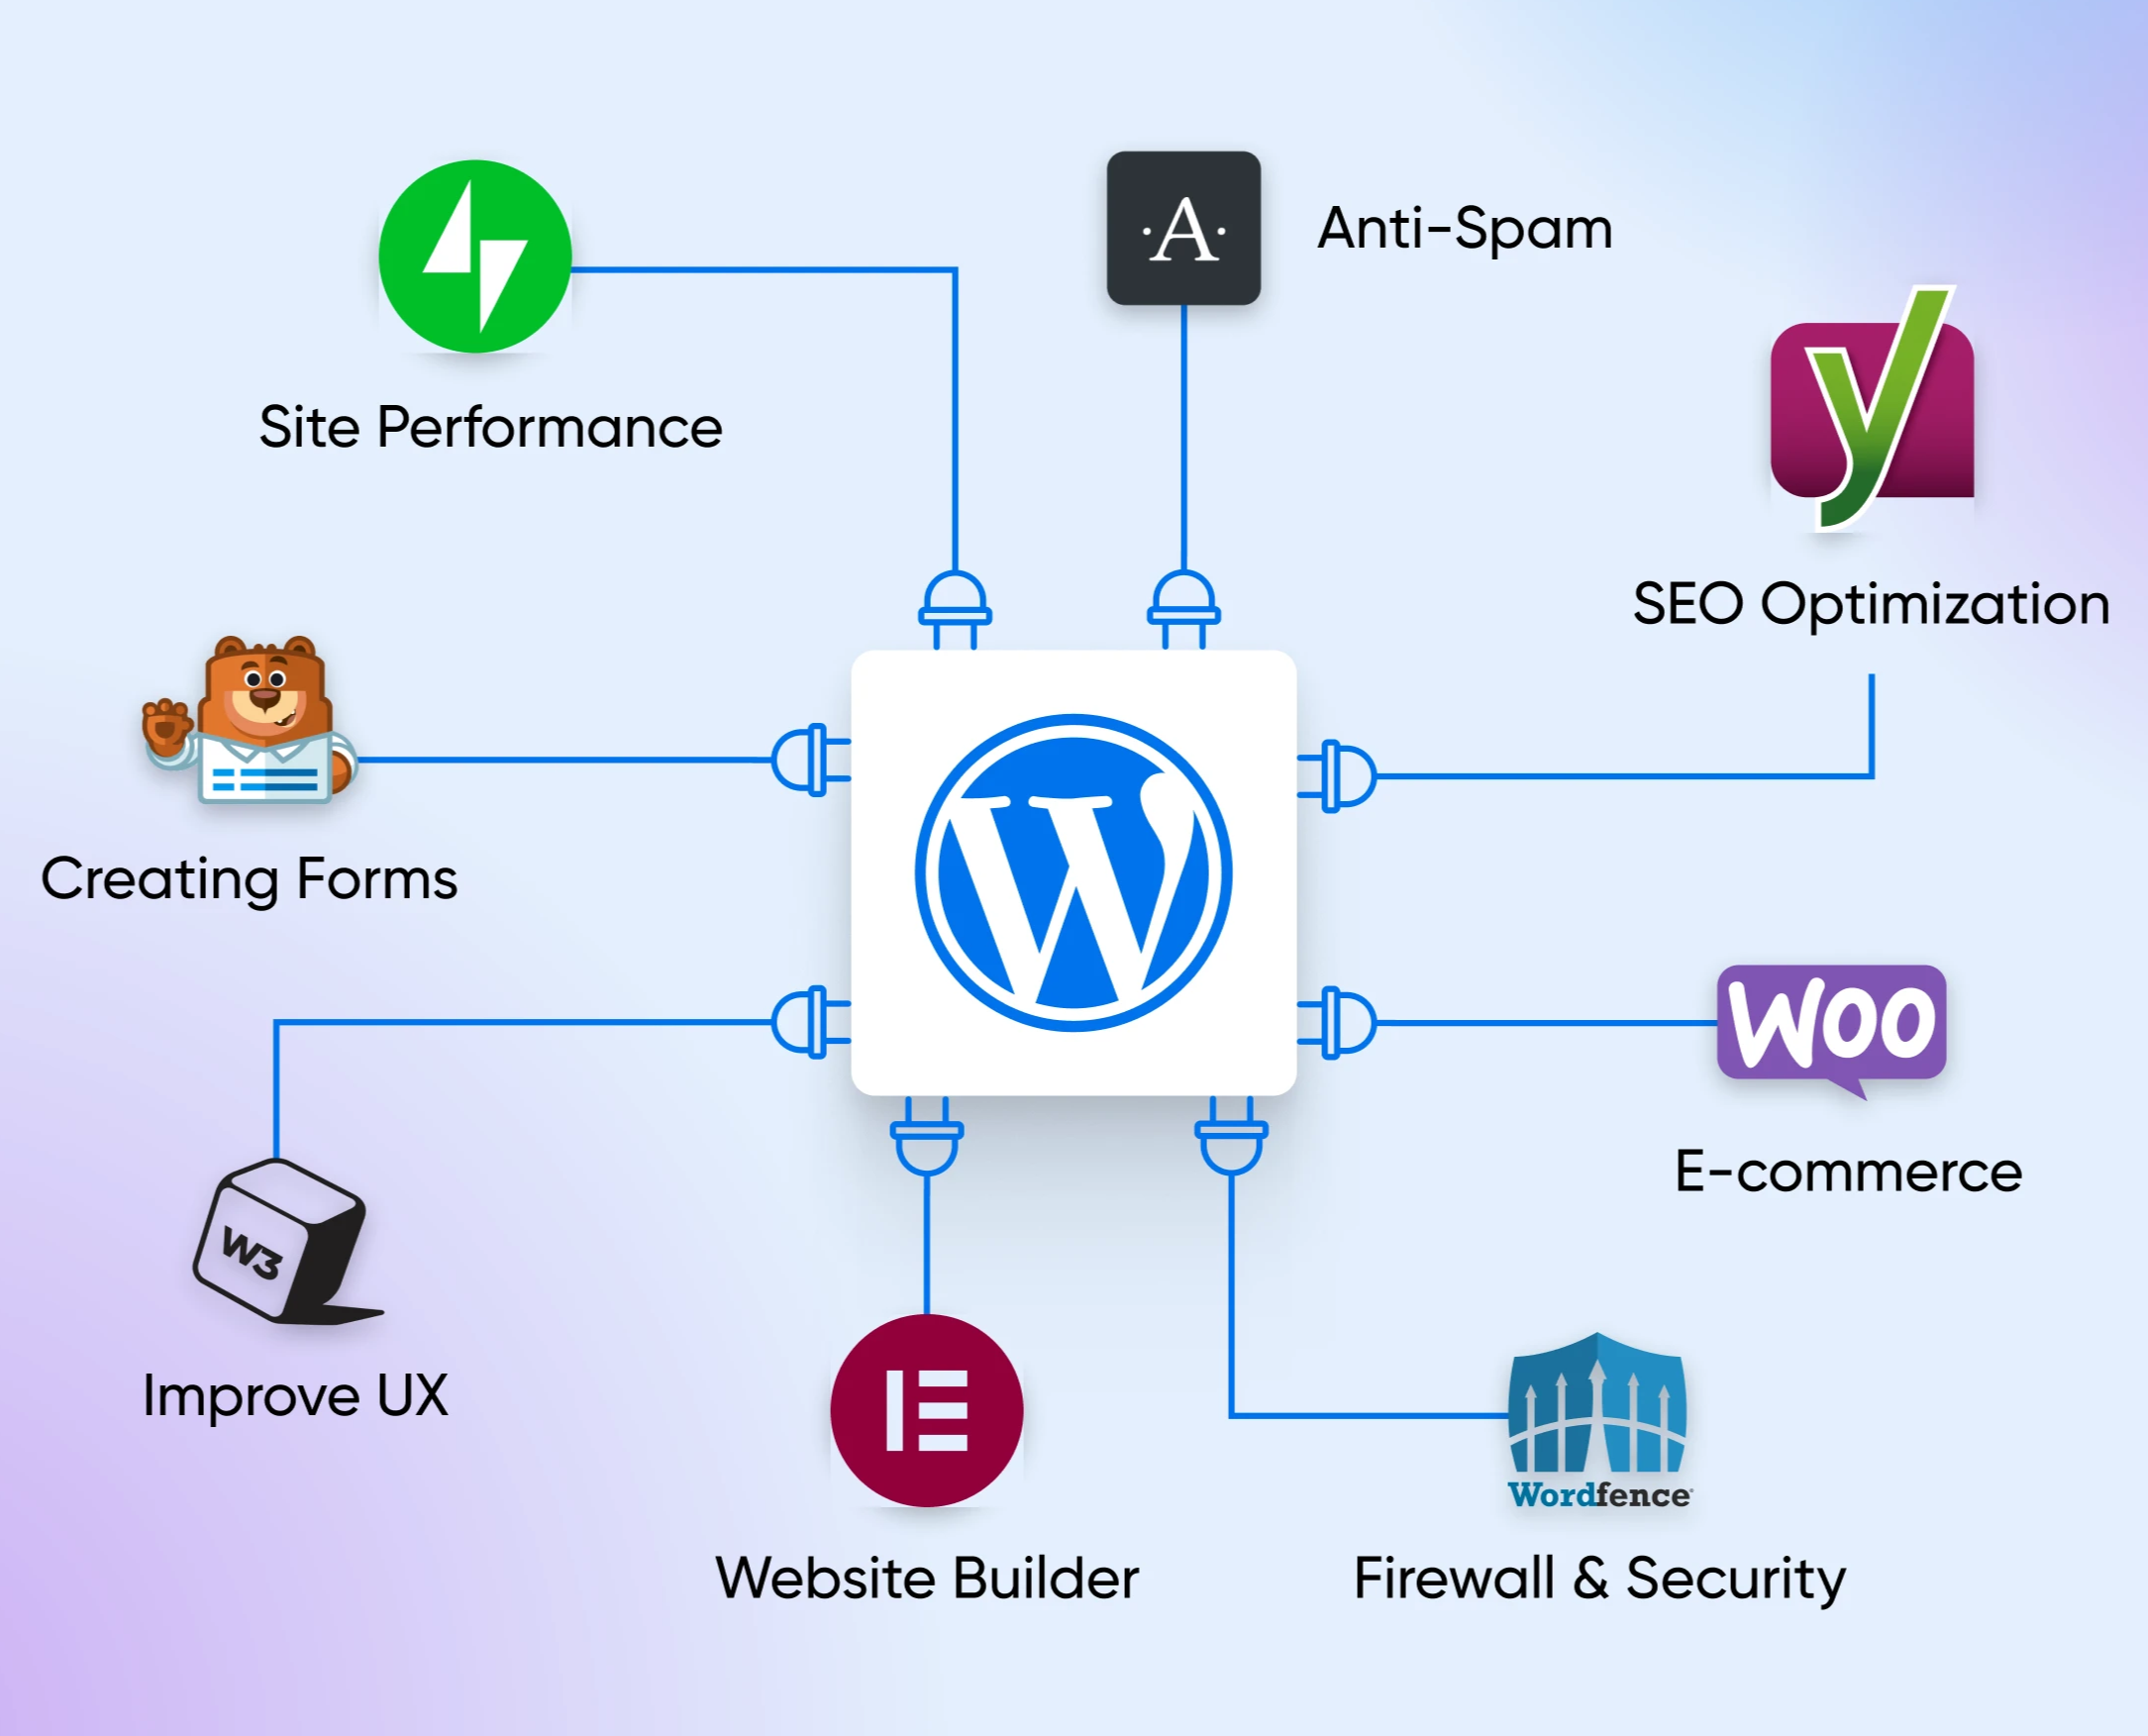 ·A·
Anti-Spam
Site Performance
y
SEO Optimization
Creating Forms
W
WOO
E-commerce
W3
Improve UX
Wordfence
Website Builder
Firewall & Security